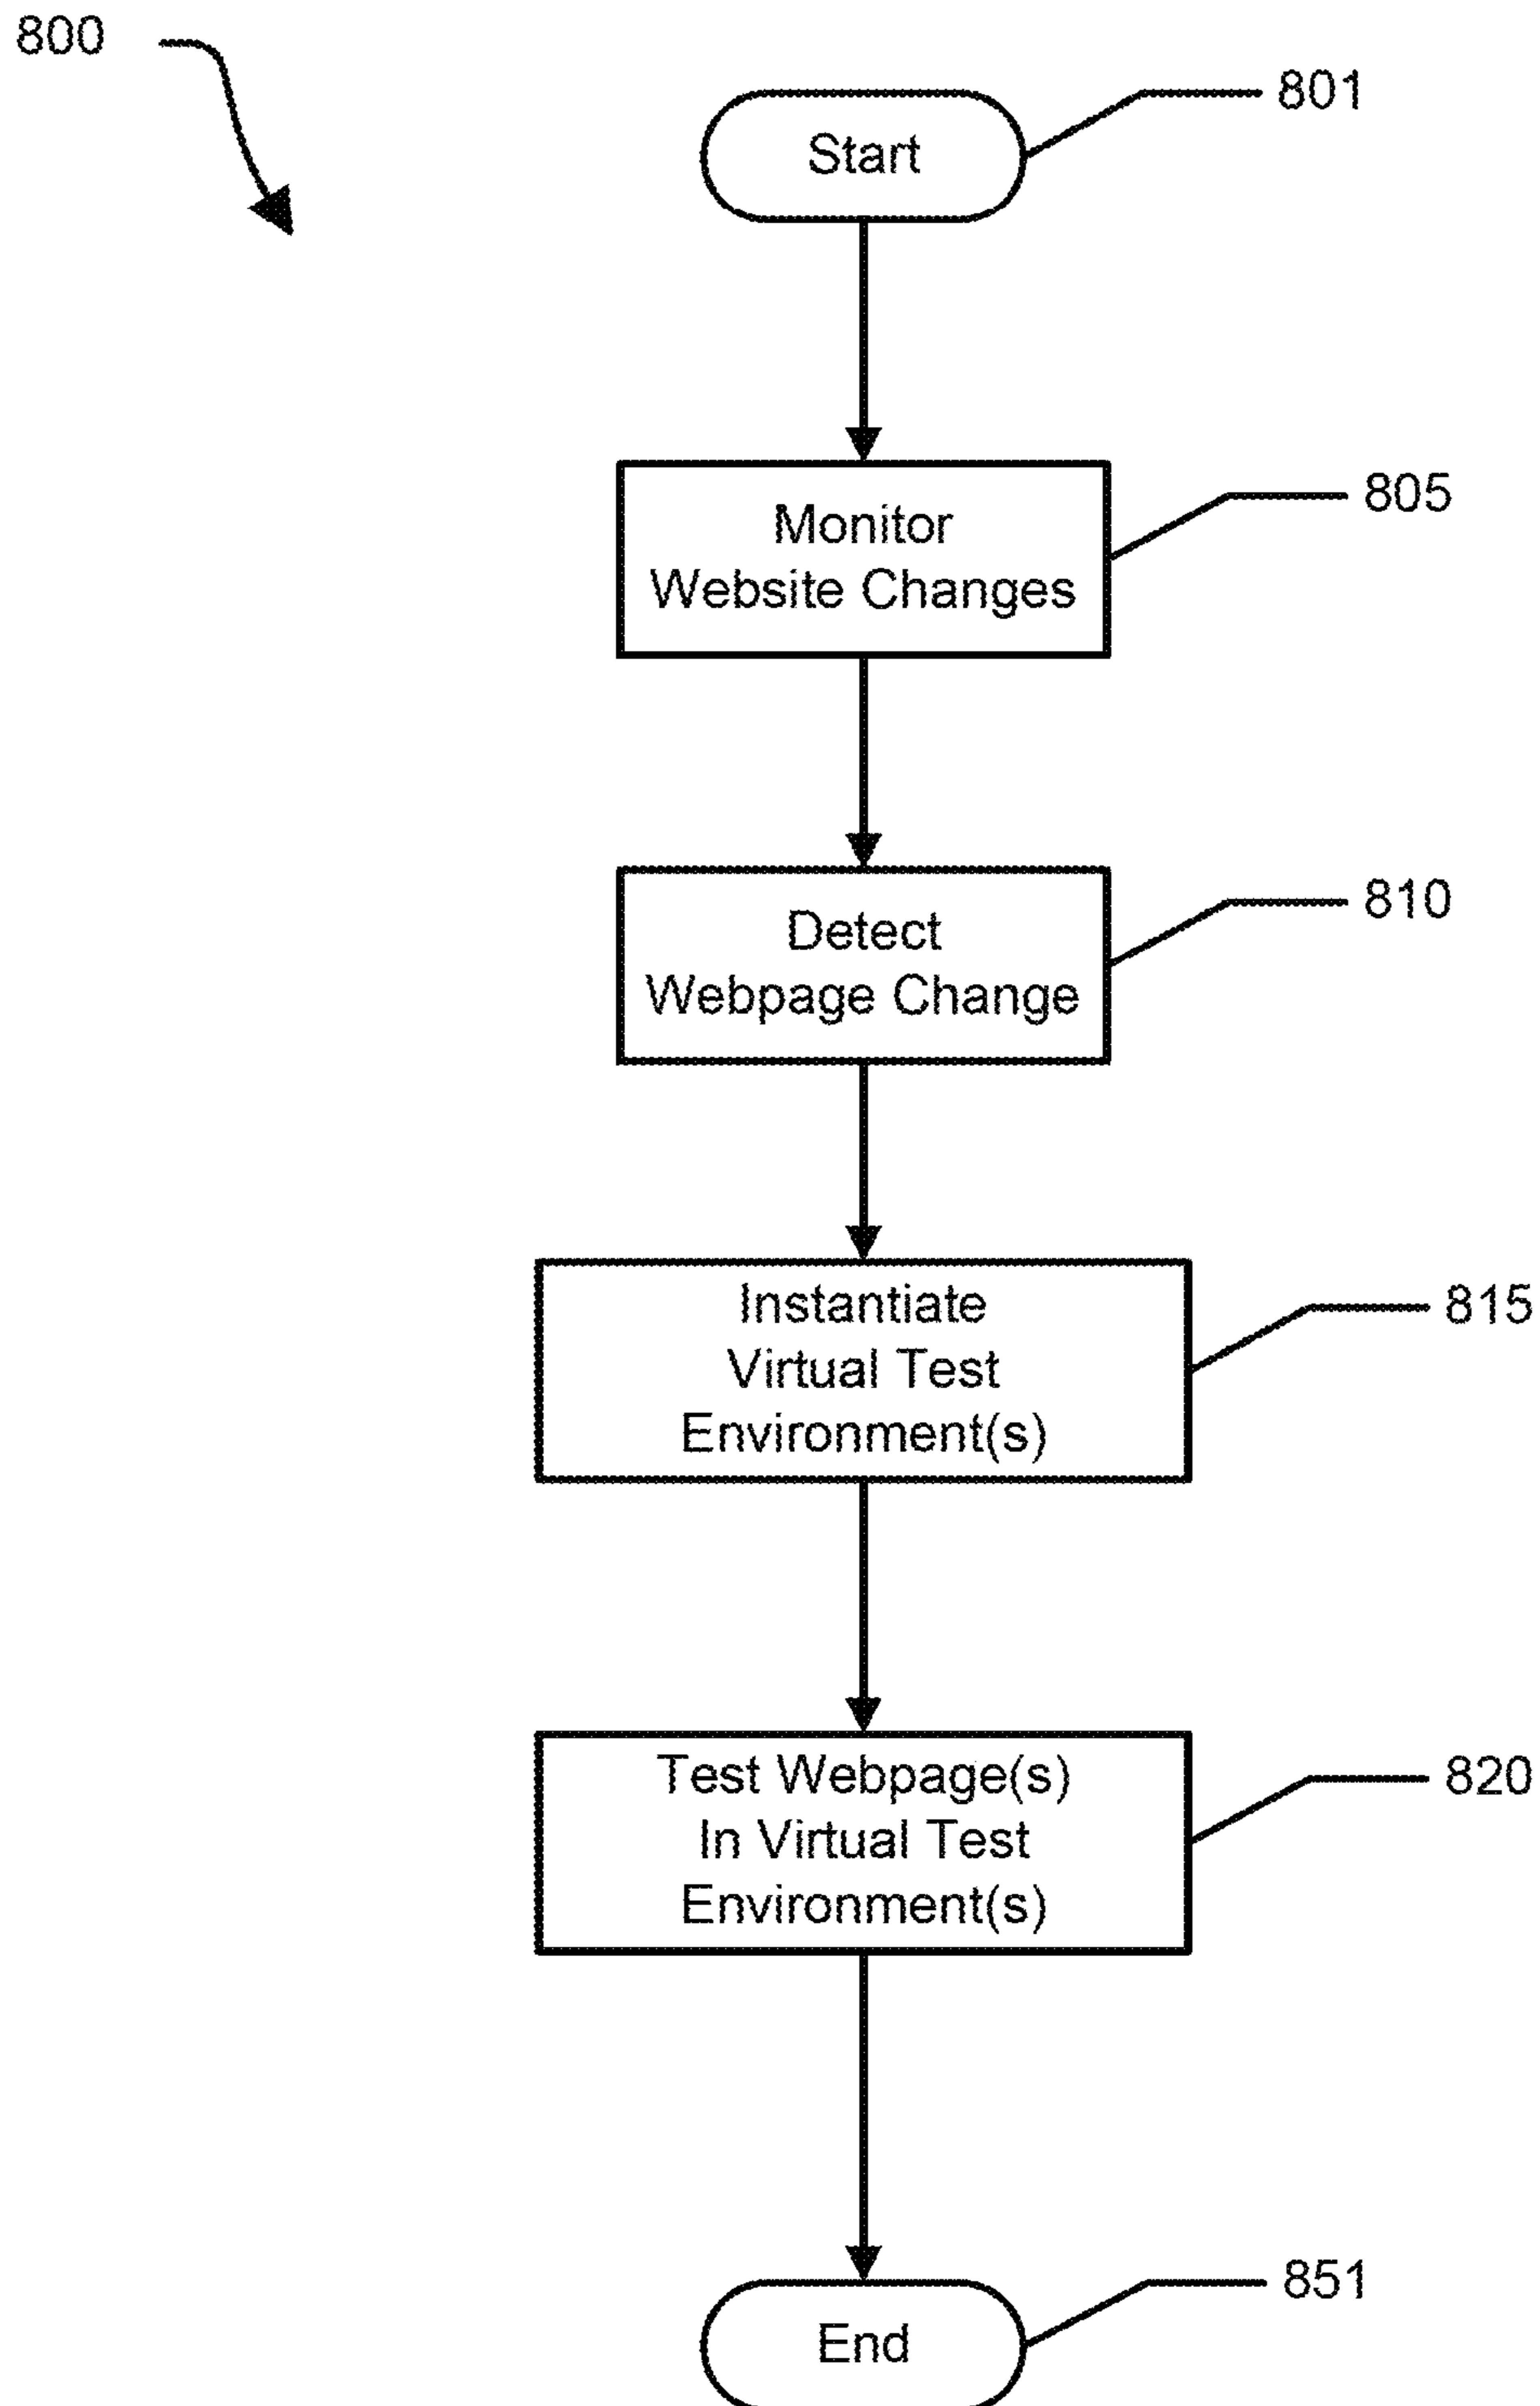 800
801
Start
805
Monitor
Website Changes
810
Detect
Webpage Change
815
Instantiate
Virtual Test
Environment(s)
820
Test Webpage(s)
In Virtual Test
Environment(s)
851
End